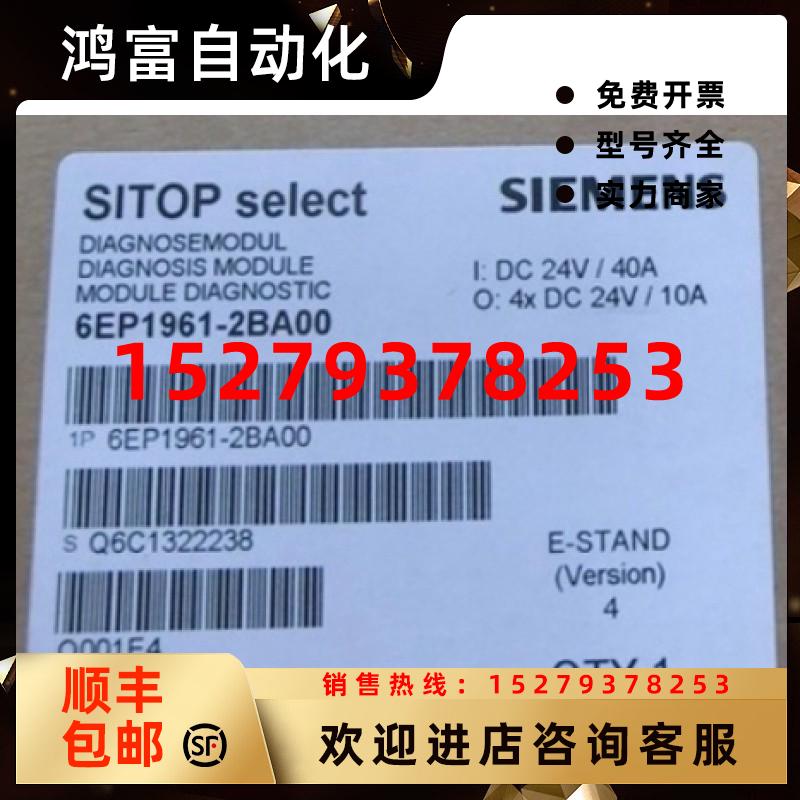 鸿富自动化
● 免费开票
● 型号齐全
● 实力商家
SITOP select
SIEMENS
DIAGNOSEMODUL
DIAGNOSIS MODULE
MODULE DIAGNOSTIC
6EP1961-2BA00
I: DC 24V / 40A
O: 4x DC 24V / 10A
15279378253
1P 6EP1961-2BA00
S Q6C1322238
E-STAND
(Version)
4
Q001E4
QTY 1
顺丰
包邮
SF
销售热线：15279378253
欢迎进店咨询客服